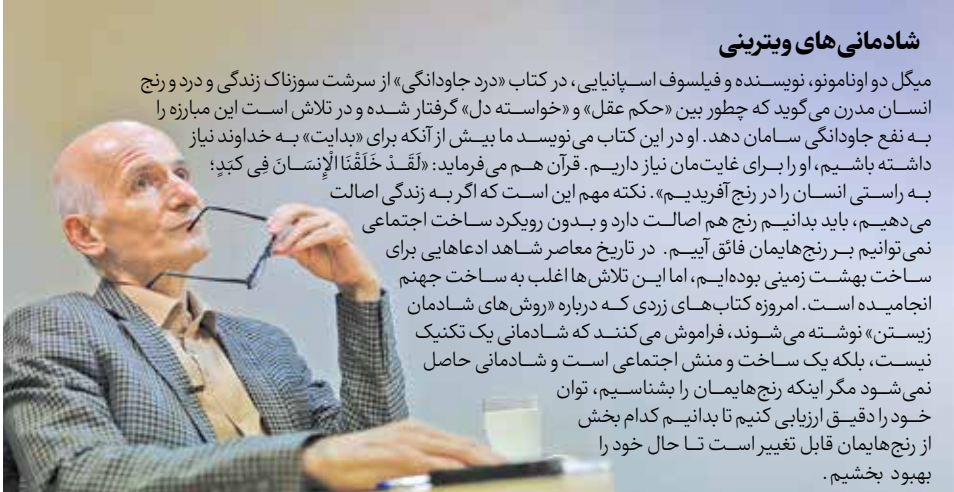 شادمانی‌های ویترینی
میگل دو اونامونو، نویسنده و فیلسوف اسپانیایی، در کتاب «درد جاودانگی» از سرشت سوزناک زندگی و درد و رنج
انسان مدرن می‌گوید که چطور بین «حکم عقل» و «خواسته دل» گرفتار شده و در تلاش است این مبارزه را
به نفع جاودانگی سامان دهد. او در این کتاب می‌نویسد ما بیش از آنکه برای «بدایت» به خداوند نیاز
داشته باشیم، او را برای غایت‌مان نیاز داریم. قرآن هم می‌فرماید: «لَقَدْ خَلَقْنَا الْإِنسَانَ فِی کبَدٍ؛
به راستی انسان را در رنج آفریدیم». نکته مهم این است که اگر به زندگی اصالت
می‌دهیم، باید بدانیم رنج هم اصالت دارد و بدون رویکرد ساخت اجتماعی
نمی‌توانیم بر رنج‌هایمان فائق آییم. در تاریخ معاصر شاهد ادعاهایی برای
ساخت بهشت زمینی بوده‌ایم، اما این تلاش‌ها اغلب به ساخت جهنم
انجامیده است. امروزه کتاب‌های زردی که درباره «روش‌های شادمان
زیستن» نوشته می‌شوند، فراموش می‌کنند که شادمانی یک تکنیک
نیست، بلکه یک ساخت و منش اجتماعی است و شادمانی حاصل
نمی‌شود مگر اینکه رنج‌هایمان را بشناسیم، توان
خود را دقیق ارزیابی کنیم تا بدانیم کدام بخش
از رنج‌هایمان قابل تغییر است تا حال خود را
بهبود بخشیم.